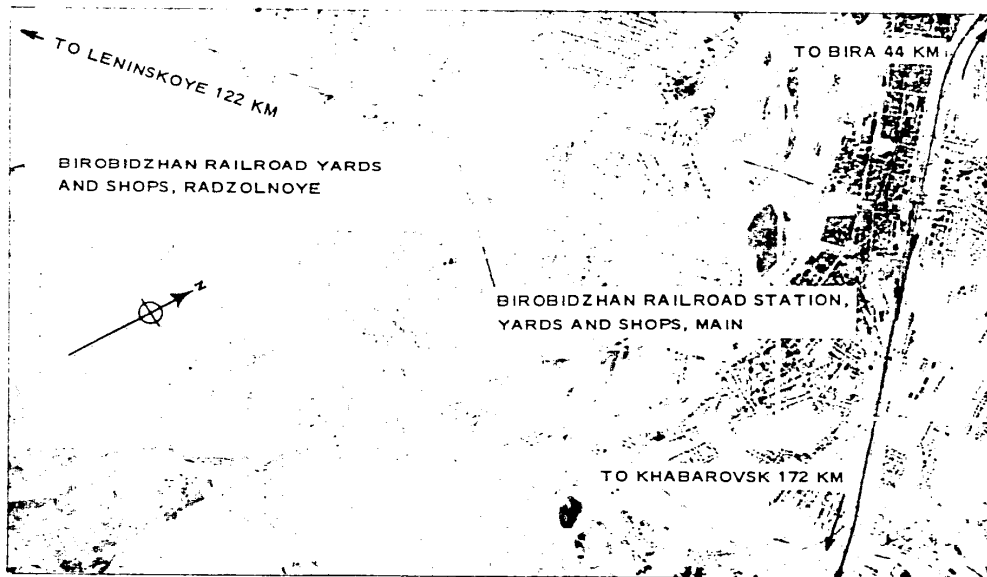 TO BIRA 44 KM
TO LENINSKOYE 122 KM
BIROBIDZHAN RAILROAD YARDS
AND SHOPS, RADZOLNOYE
N
BIROBIDZHAN RAILROAD STATION,
YARDS AND SHOPS, MAIN
TO KHABAROVSK 172 KM